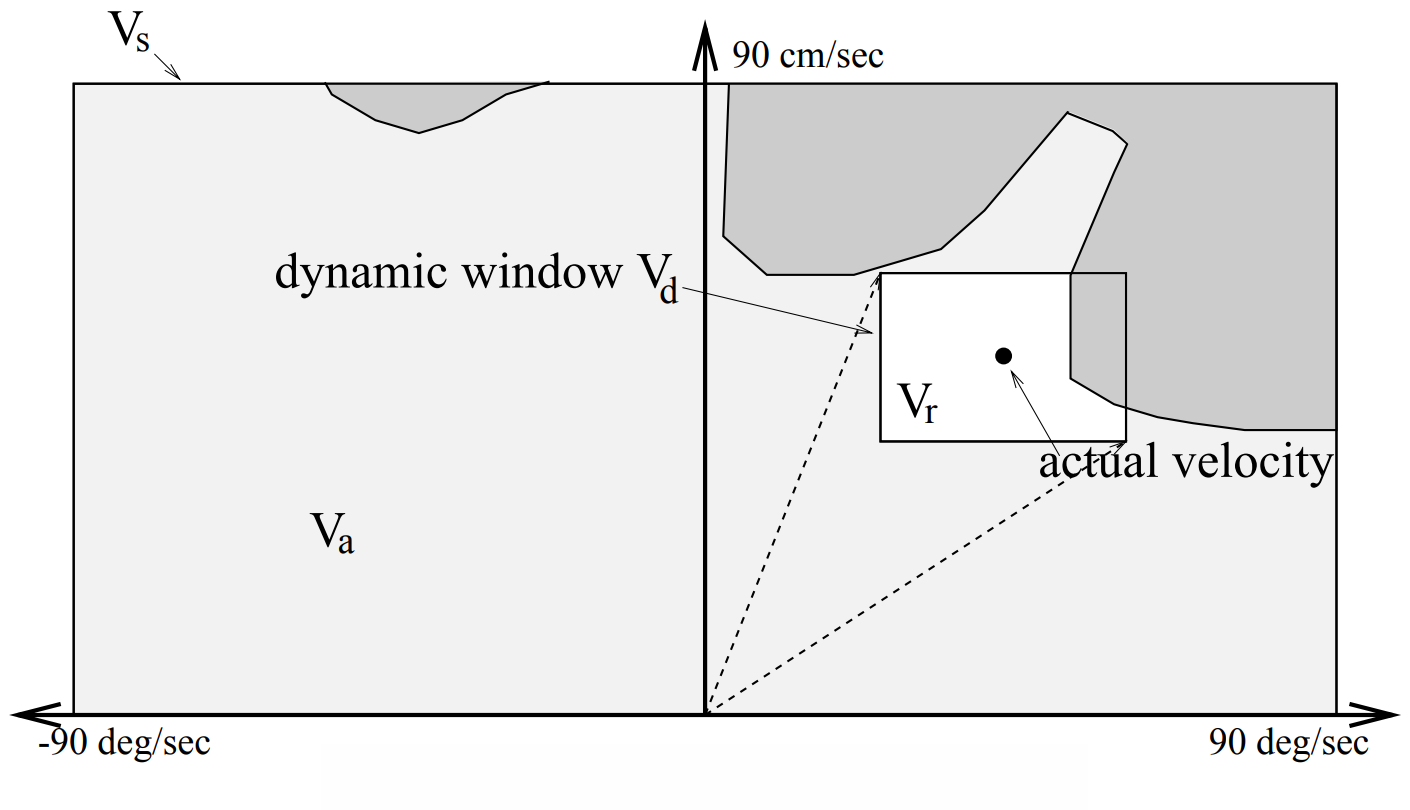 Vs
90 cm/sec
dynamic window Vd
Vr
actual velocity
Va
-90 deg/sec
90 deg/sec